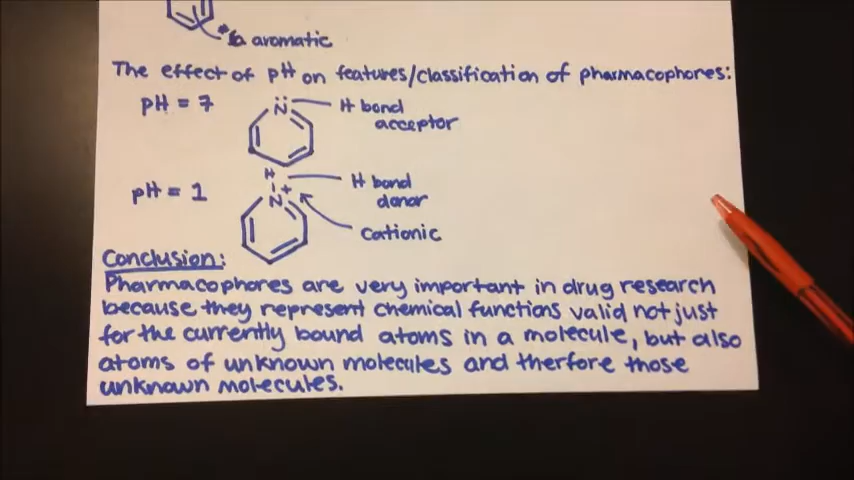 aromatic
The effect of pH on features/classification of pharmacophores:
pH = 7
N
H bond
acceptor
H
pH = 1
N+
H bond
donor
Cationic
Conclusion:
Pharmacophores are very important in drug research
because they represent chemical functions valid not just
for the currently bound atoms in a molecule, but also
atoms of unknown molecules and therfore those
unknown molecules.